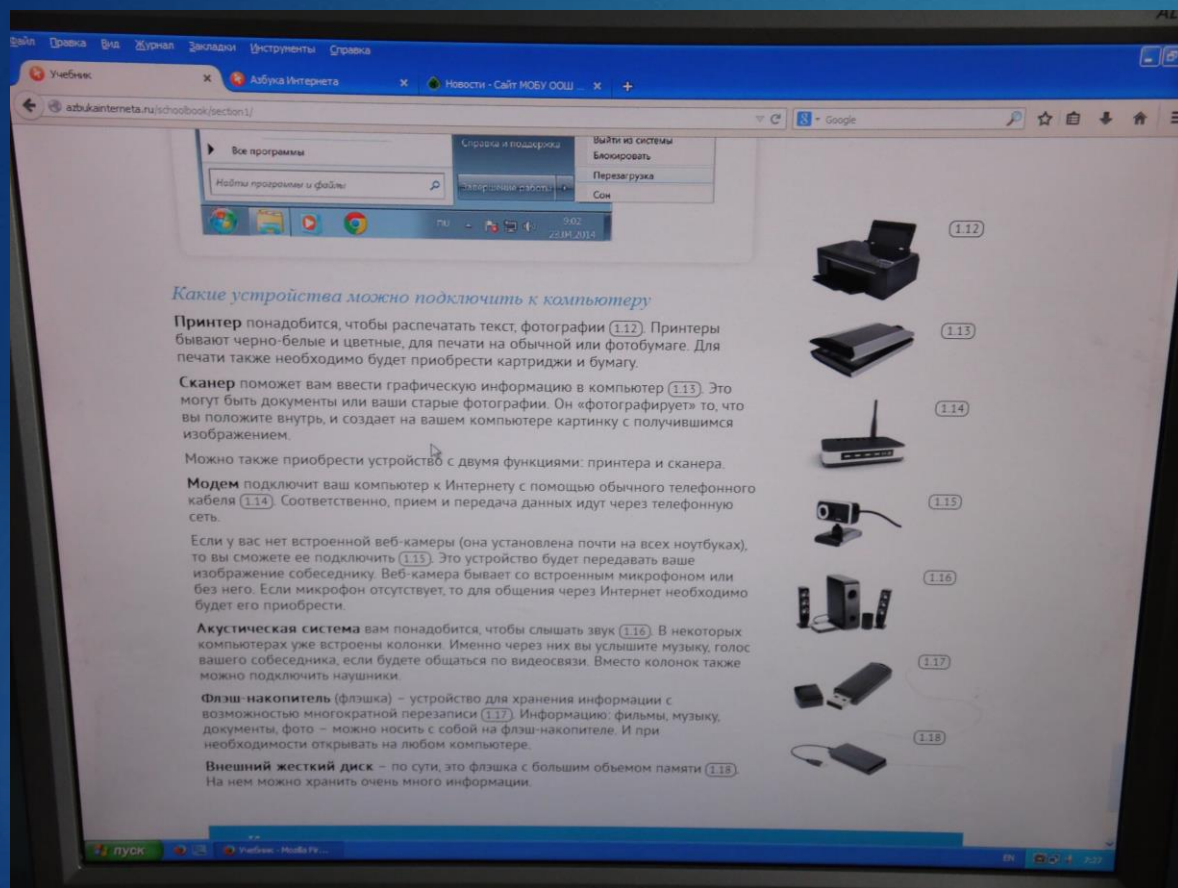 Файл Правка Вид Журнал Закладки Инструменты Справка
Учебник × Азбука Интернета × Новости - Сайт МОБУ ООШ ... × +
azbukainterneta.ru/schoolbook/section1/ Google
Все программы
Найти программы и файлы
Справка и поддержка
Завершение работы
Выйти из системы
Блокировать
Перезагрузка
Сон
9:02
23.04.2014
Какие устройства можно подключить к компьютеру
Принтер понадобится, чтобы распечатать текст, фотографии (1.12). Принтеры
бывают черно-белые и цветные, для печати на обычной или фотобумаге. Для
печати также необходимо будет приобрести картриджи и бумагу.
Сканер поможет вам ввести графическую информацию в компьютер (1.13). Это
могут быть документы или ваши старые фотографии. Он «фотографирует» то, что
вы положите внутрь, и создает на вашем компьютере картинку с получившимся
изображением.
Можно также приобрести устройство с двумя функциями: принтера и сканера.
Модем подключит ваш компьютер к Интернету с помощью обычного телефонного
кабеля (1.14). Соответственно, прием и передача данных идут через телефонную
сеть.
Если у вас нет встроенной веб-камеры (она установлена почти на всех ноутбуках),
то вы сможете ее подключить (1.15). Это устройство будет передавать ваше
изображение собеседнику. Веб-камера бывает со встроенным микрофоном или
без него. Если микрофон отсутствует, то для общения через Интернет необходимо
будет его приобрести.
Акустическая система вам понадобится, чтобы слышать звук (1.16). В некоторых
компьютерах уже встроены колонки. Именно через них вы услышите музыку, голос
вашего собеседника, если будете общаться по видеосвязи. Вместо колонок также
можно подключить наушники.
Флэш-накопитель (флэшка) – устройство для хранения информации с
возможностью многократной перезаписи (1.17). Информацию: фильмы, музыку,
документы, фото – можно носить с собой на флэш-накопителе. И при
необходимости открывать на любом компьютере.
Внешний жесткий диск – по сути, это флэшка с большим объемом памяти (1.18).
На нем можно хранить очень много информации.
1.12
1.13
1.14
1.15
1.16
1.17
1.18
пуск Учебник - Mozilla Fir... EN 7:27